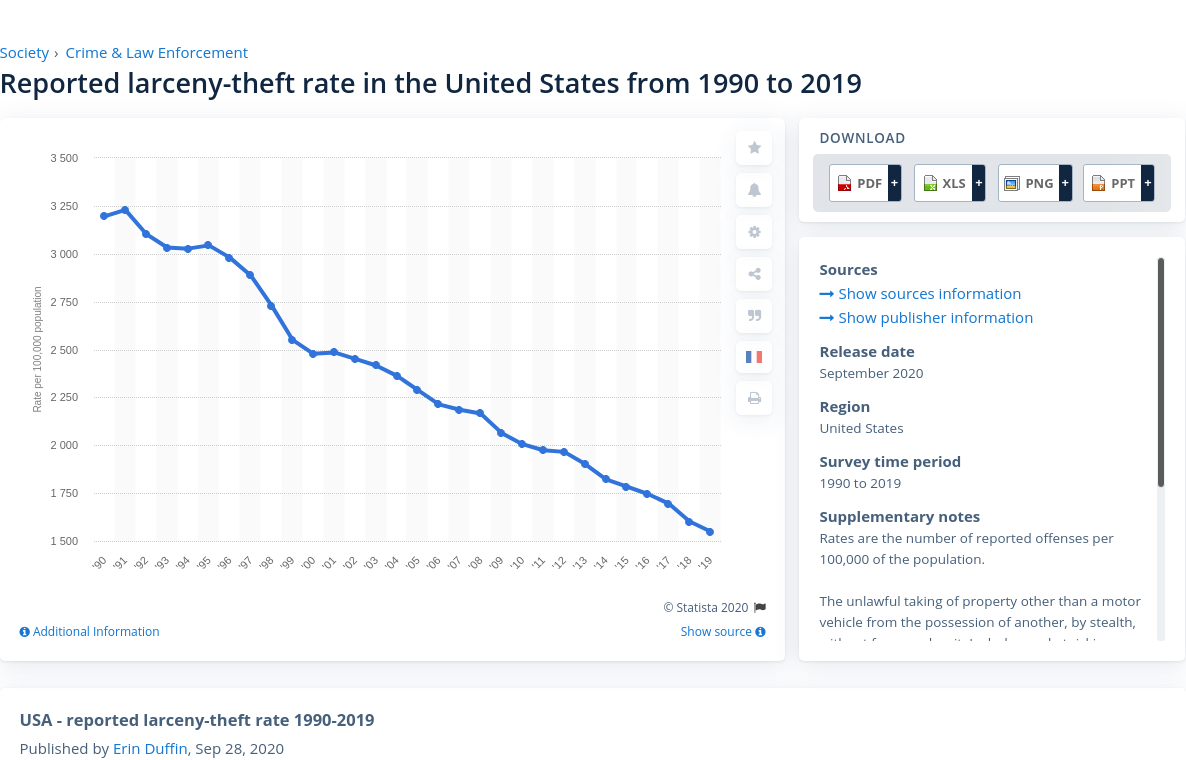 Society › Crime & Law Enforcement
Reported larceny-theft rate in the United States from 1990 to 2019
3 500
3 250
3 000
2 750
2 500
2 250
2 000
1 750
1 500
Rate per 100,000 population
'90 '91 '92 '93 '94 '95 '96 '97 '98 '99 '00 '01 '02 '03 '04 '05 '06 '07 '08 '09 '10 '11 '12 '13 '14 '15 '16 '17 '18 '19
© Statista 2020
Additional Information
Show source
DOWNLOAD
PDF + XLS + PNG + PPT +
Sources
Show sources information
Show publisher information
Release date
September 2020
Region
United States
Survey time period
1990 to 2019
Supplementary notes
Rates are the number of reported offenses per
100,000 of the population.
The unlawful taking of property other than a motor
vehicle from the possession of another, by stealth,
USA - reported larceny-theft rate 1990-2019
Published by Erin Duffin, Sep 28, 2020